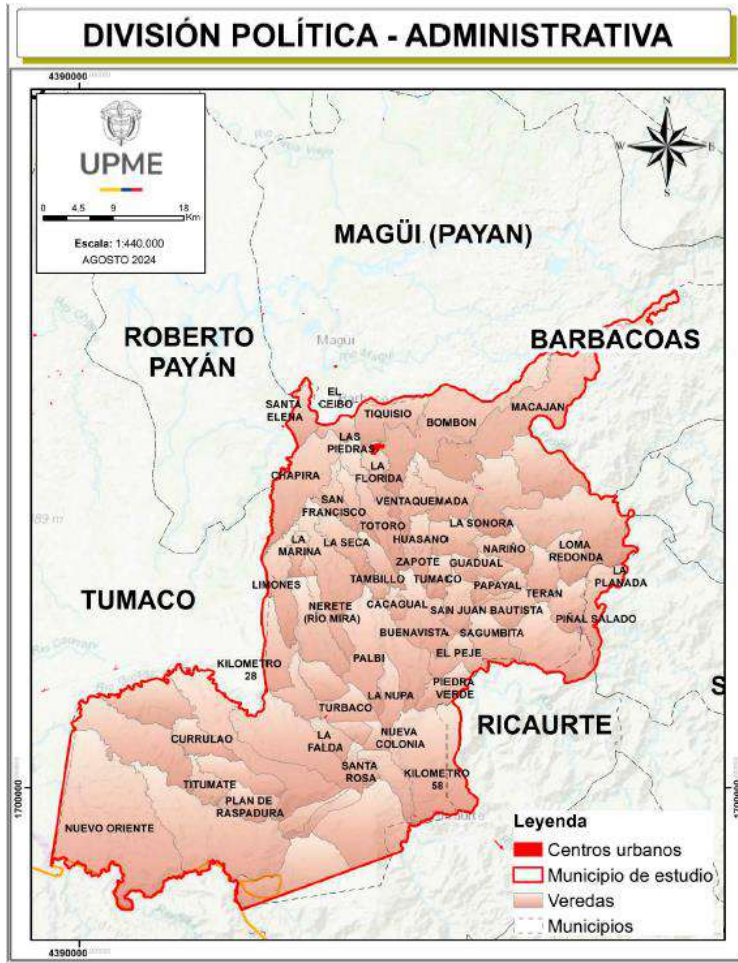 DIVISIÓN POLÍTICA - ADMINISTRATIVA
4390000
UPME
0 4.5 9 18
Km
Escala: 1:440.000
AGOSTO 2024
N
W E
S
MAGÜI (PAYAN)
ROBERTO
PAYÁN
Magui
BARBACOAS
EL
CEIBO
SANTA
ELENA
TIQUISIO
MACAJAN
BOMBON
LAS
PIEDRAS
LA
FLORIDA
CHAPIRA
SAN
FRANCISCO
VENTAQUEMADA
TOTORO
LA SONORA
HUASANO
LA
MARINA
LA SECA
NARIÑO
LOMA
REDONDA
ZAPOTE
GUADUAL
LIMONES
TAMBILLO
TUMACO
PAPAYAL
TERAN
LA
PLANADA
TUMACO
NERETE
(RÍO MIRA)
CACAGUAL
SAN JUAN BAUTISTA
PIÑAL SALADO
BUENAVISTA
SAGUMBITA
KILOMETRO
28
PALBI
EL PEJE
PIEDRA
VERDE
LA NUPA
S
TURBACO
RICAURTE
CURRULAO
LA
FALDA
NUEVA
COLONIA
SANTA
ROSA
KILOMETRO
58
TITUMATE
PLAN DE
RASPADURA
NUEVO ORIENTE
1700000
Leyenda
Centros urbanos
Municipio de estudio
Veredas
Municipios
4390000